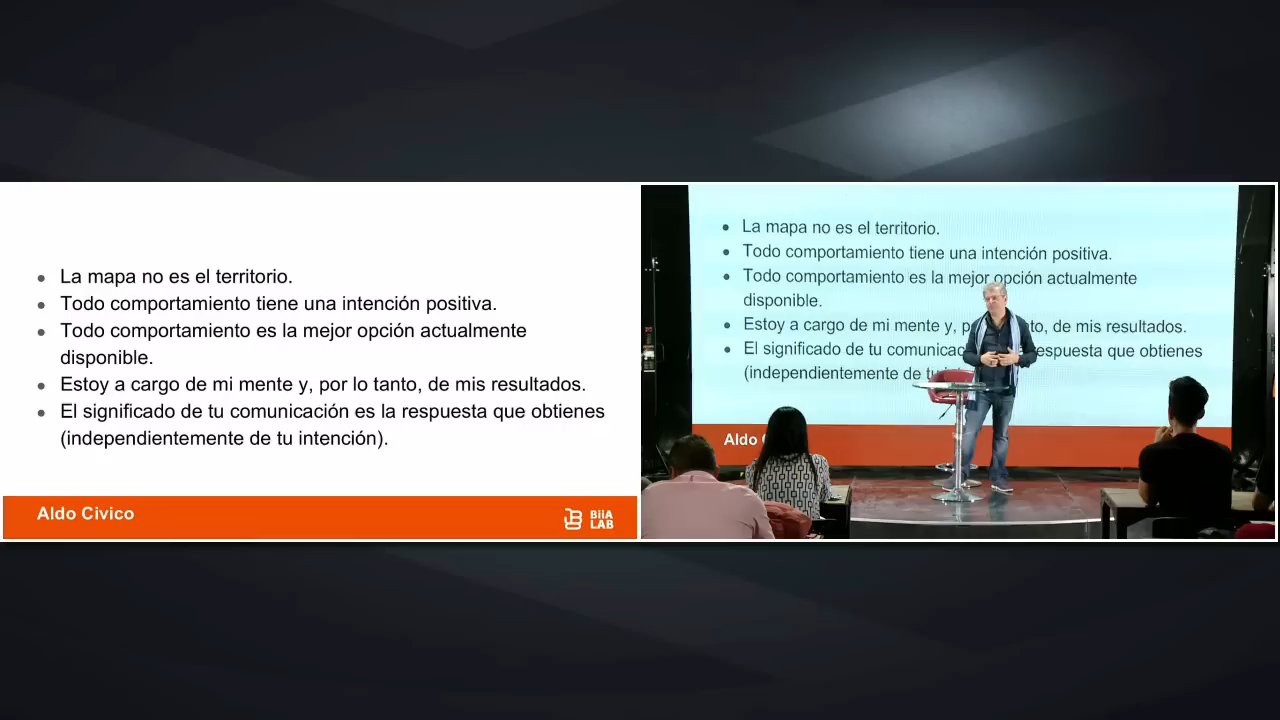 La mapa no es el territorio.
Todo comportamiento tiene una intención positiva.
Todo comportamiento es la mejor opción actualmente
disponible.
Estoy a cargo de mi mente y, por lo tanto, de mis resultados.
El significado de tu comunicación es la respuesta que obtienes
(independientemente de tu intención).
Aldo Civico
BiiA
LAB
La mapa no es el territorio.
Todo comportamiento tiene una intención positiva.
Todo comportamiento es la mejor opción actualmente
disponible.
Estoy a cargo de mi mente y, to, de mis resultados.
El significado de tu respuesta que obtienes
(independientemente de
Aldo